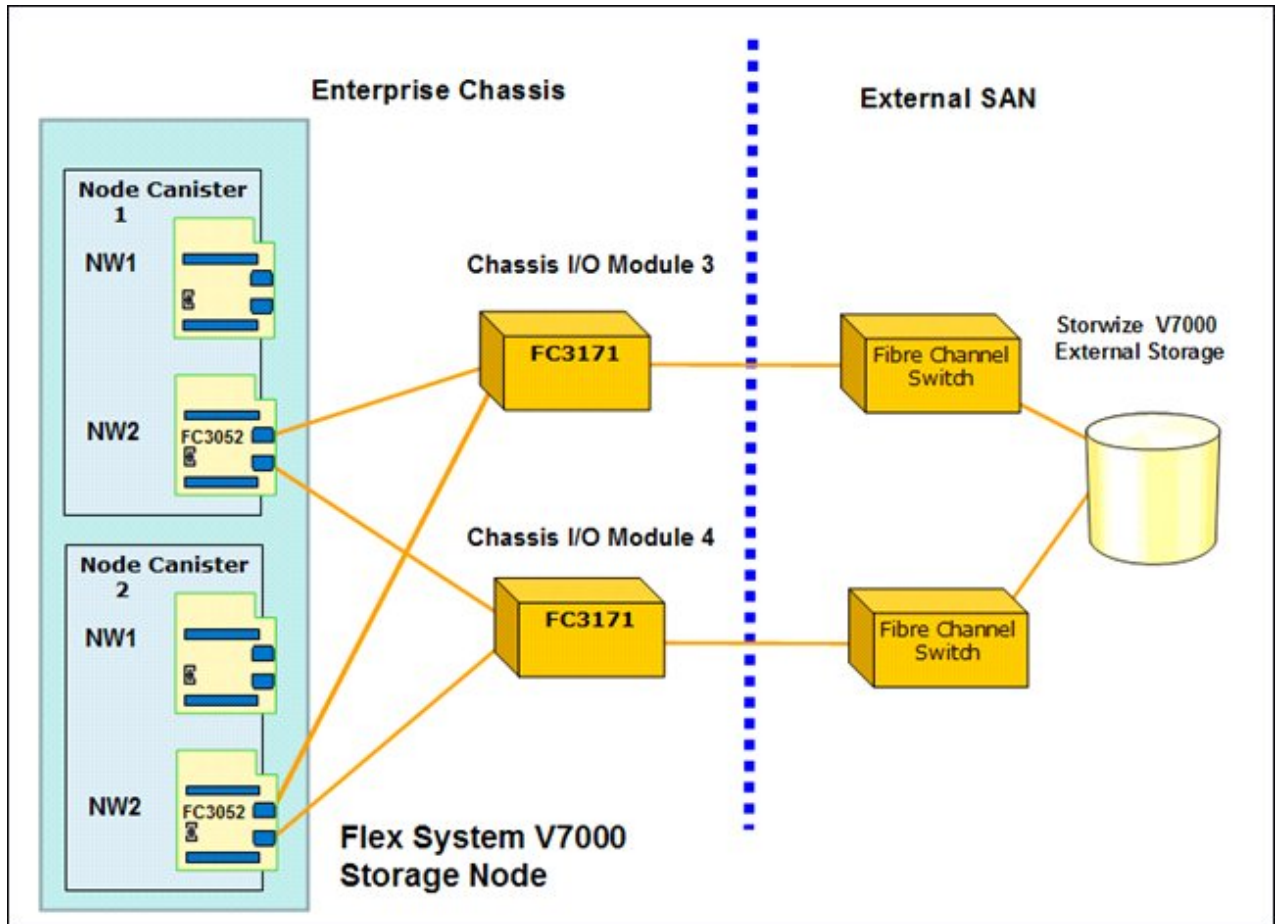 Enterprise Chassis
External SAN
Node Canister
1
NW1
NW2
FC3052
Node Canister
2
NW1
NW2
FC3052
Chassis I/O Module 3
FC3171
Chassis I/O Module 4
FC3171
Fibre Channel
Switch
Fibre Channel
Switch
Storwize V7000
External Storage
Flex System V7000
Storage Node